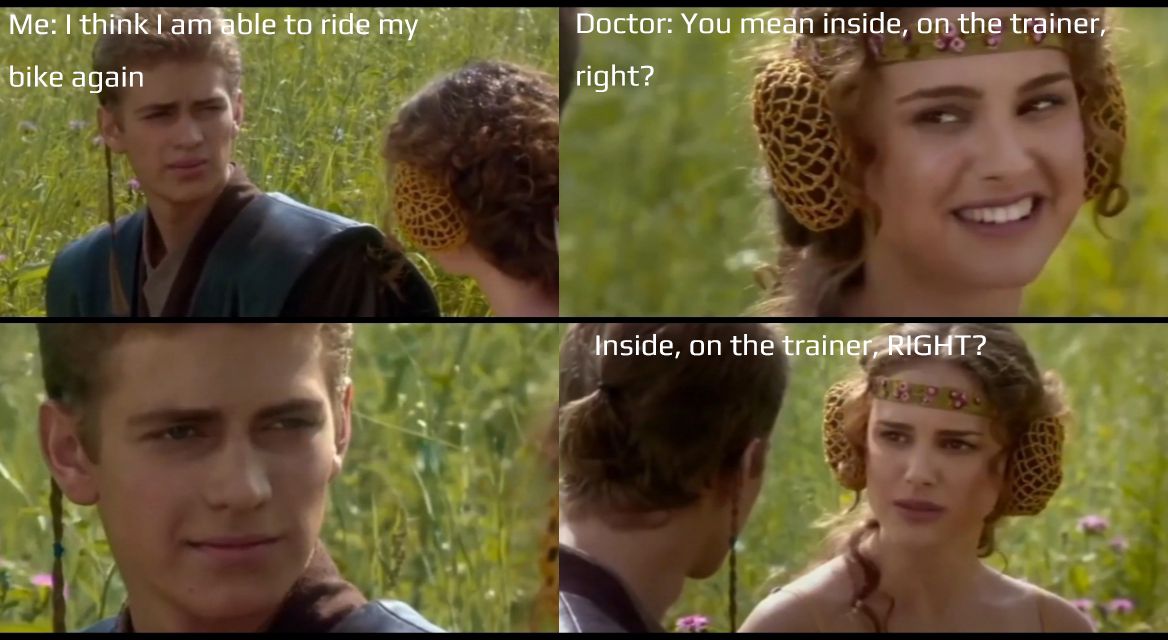 Me: I think I am able to ride my
bike again
Doctor: You mean inside, on the trainer,
right?
Inside, on the trainer, RIGHT?